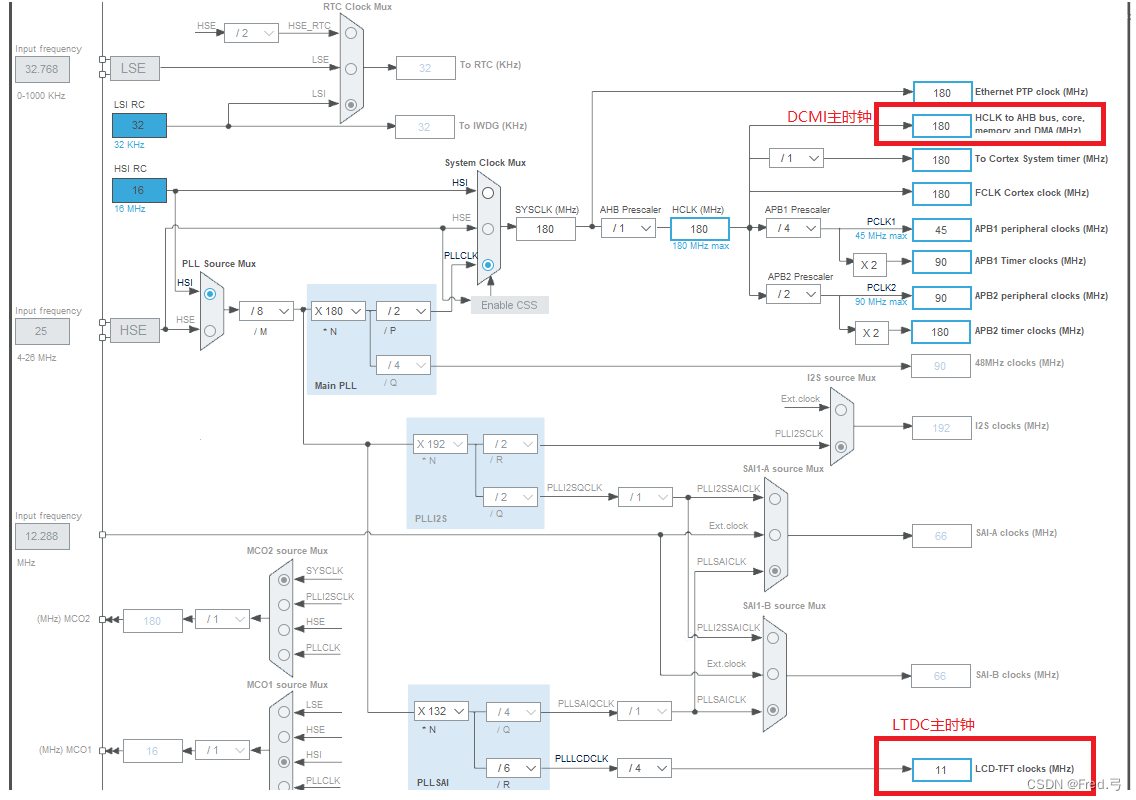 RTC Clock Mux
HSE
/ 2
HSE_RTC
Input frequency
32.768
0-1000 KHz
LSE
LSE
32
To RTC (KHz)
LSI
LSI RC
32
32 KHz
32
To IWDG (KHz)
180
Ethernet PTP clock (MHz)
DCMI主时钟
180
HCLK to AHB bus, core,
memory and DMA (MHz)
HSI RC
16
16 MHz
System Clock Mux
HSI
HSE
PLLCLK
Enable CSS
SYSCLK (MHz)
180
AHB Prescaler
/ 1
HCLK (MHz)
180
180 MHz max
/ 1
180
To Cortex System timer (MHz)
180
FCLK Cortex clock (MHz)
APB1 Prescaler
/ 4
PCLK1
45 MHz max
45
APB1 peripheral clocks (MHz)
X 2
90
APB1 Timer clocks (MHz)
APB2 Prescaler
/ 2
PCLK2
90 MHz max
90
APB2 peripheral clocks (MHz)
X 2
180
APB2 timer clocks (MHz)
PLL Source Mux
HSI
HSE
Input frequency
25
4-26 MHz
HSE
/ 8
/ M
X 180
* N
/ 2
/ P
/ 4
/ Q
Main PLL
90
48MHz clocks (MHz)
I2S source Mux
Ext.clock
PLLI2SCLK
192
I2S clocks (MHz)
X 192
* N
/ 2
/ R
/ 2
/ Q
PLLI2S
PLLI2SQCLK
/ 1
SAI1-A source Mux
PLLI2SSAICLK
Ext.clock
PLLSAICLK
66
SAI-A clocks (MHz)
Input frequency
12.288
MHz
MCO2 source Mux
SYSCLK
PLLI2SCLK
HSE
PLLCLK
(MHz) MCO2
180
/ 1
SAI1-B source Mux
PLLI2SSAICLK
Ext.clock
PLLSAICLK
66
SAI-B clocks (MHz)
MCO1 source Mux
LSE
HSE
HSI
PLLCLK
(MHz) MCO1
16
/ 1
X 132
* N
/ 4
/ Q
/ 6
/ R
PLLSAI
PLLSAIQCLK
/ 1
PLLLCDCLK
/ 4
LTDC主时钟
11
LCD-TFT clocks (MHz)
CSDN @Fred.弓